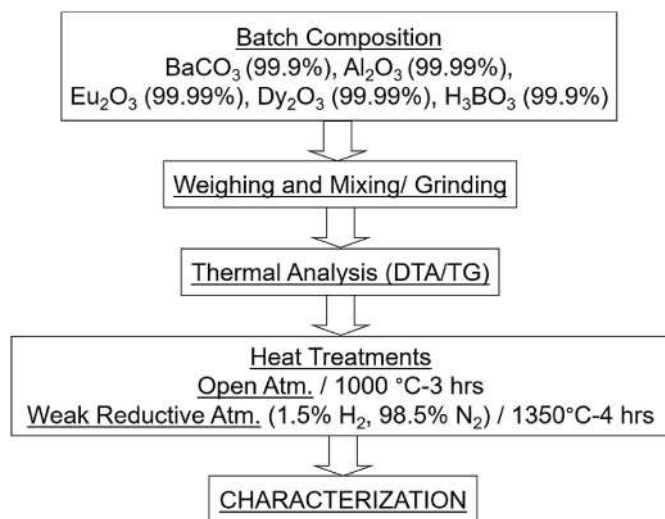 Batch Composition
BaCO₃ (99.9%), Al₂O₃ (99.99%),
Eu₂O₃ (99.99%), Dy₂O₃ (99.99%), H₃BO₃ (99.9%)
Weighing and Mixing/ Grinding
Thermal Analysis (DTA/TG)
Heat Treatments
Open Atm. / 1000 °C-3 hrs
Weak Reductive Atm. (1.5% H₂, 98.5% N₂) / 1350°C-4 hrs
CHARACTERIZATION